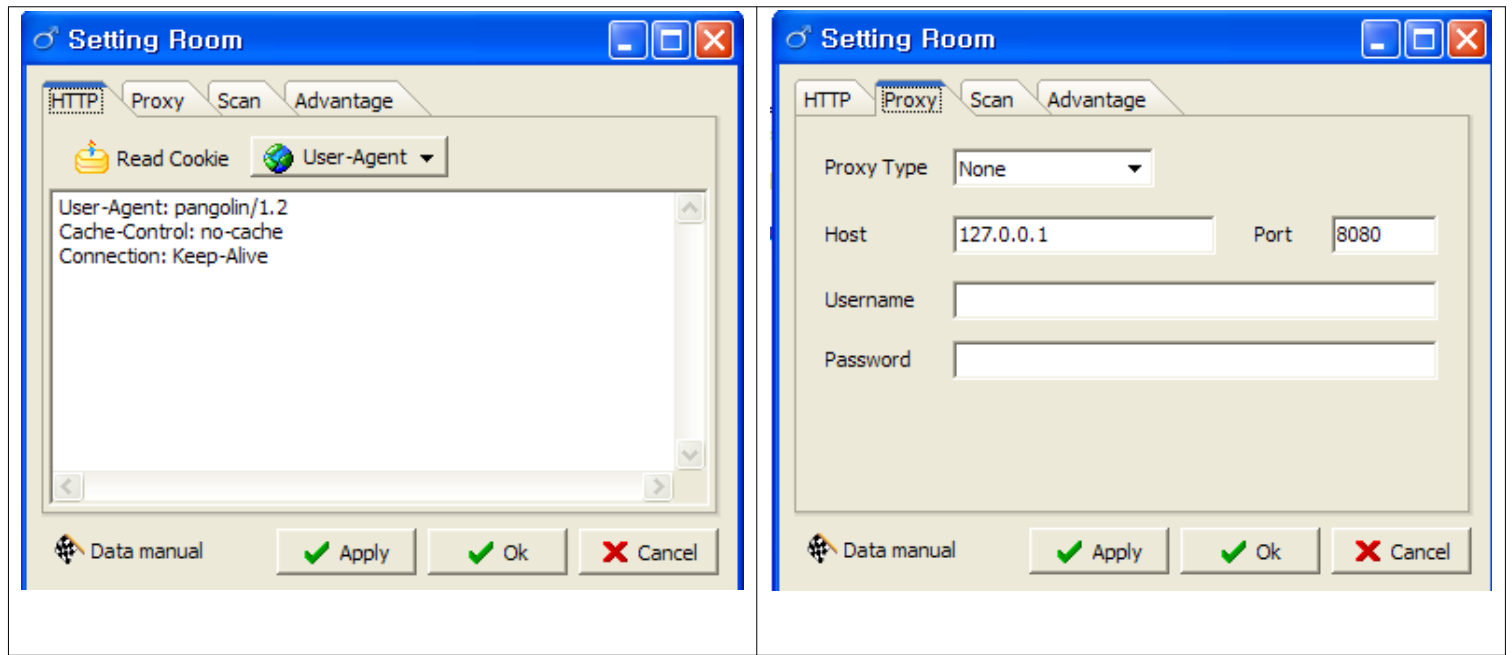 Setting Room
HTTP Proxy Scan Advantage
Read Cookie User-Agent
User-Agent: pangolin/1.2
Cache-Control: no-cache
Connection: Keep-Alive
Data manual Apply Ok Cancel
Setting Room
HTTP Proxy Scan Advantage
Proxy Type None
Host 127.0.0.1 Port 8080
Username
Password
Data manual Apply Ok Cancel